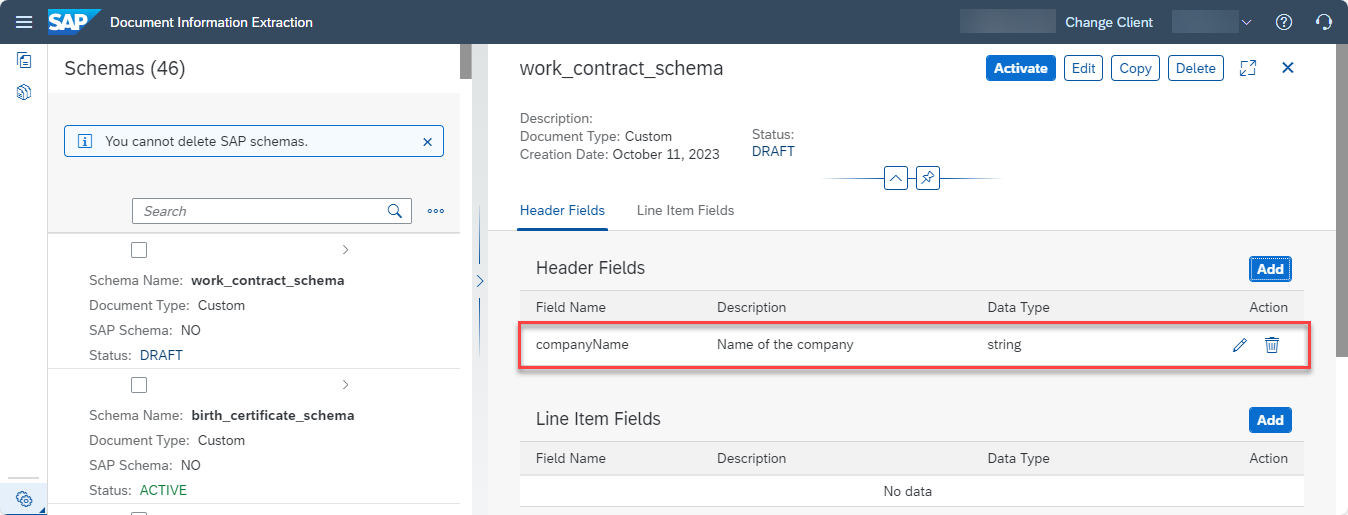 SAP Document Information Extraction Change Client
Schemas (46)
You cannot delete SAP schemas.
Search
Schema Name: work_contract_schema
Document Type: Custom
SAP Schema: NO
Status: DRAFT
Schema Name: birth_certificate_schema
Document Type: Custom
SAP Schema: NO
Status: ACTIVE
work_contract_schema Activate Edit Copy Delete
Description:
Document Type: Custom
Creation Date: October 11, 2023
Status:
DRAFT
Header Fields Line Item Fields
Header Fields Add
Field Name Description Data Type Action
companyName Name of the company string
Line Item Fields Add
Field Name Description Data Type Action
No data